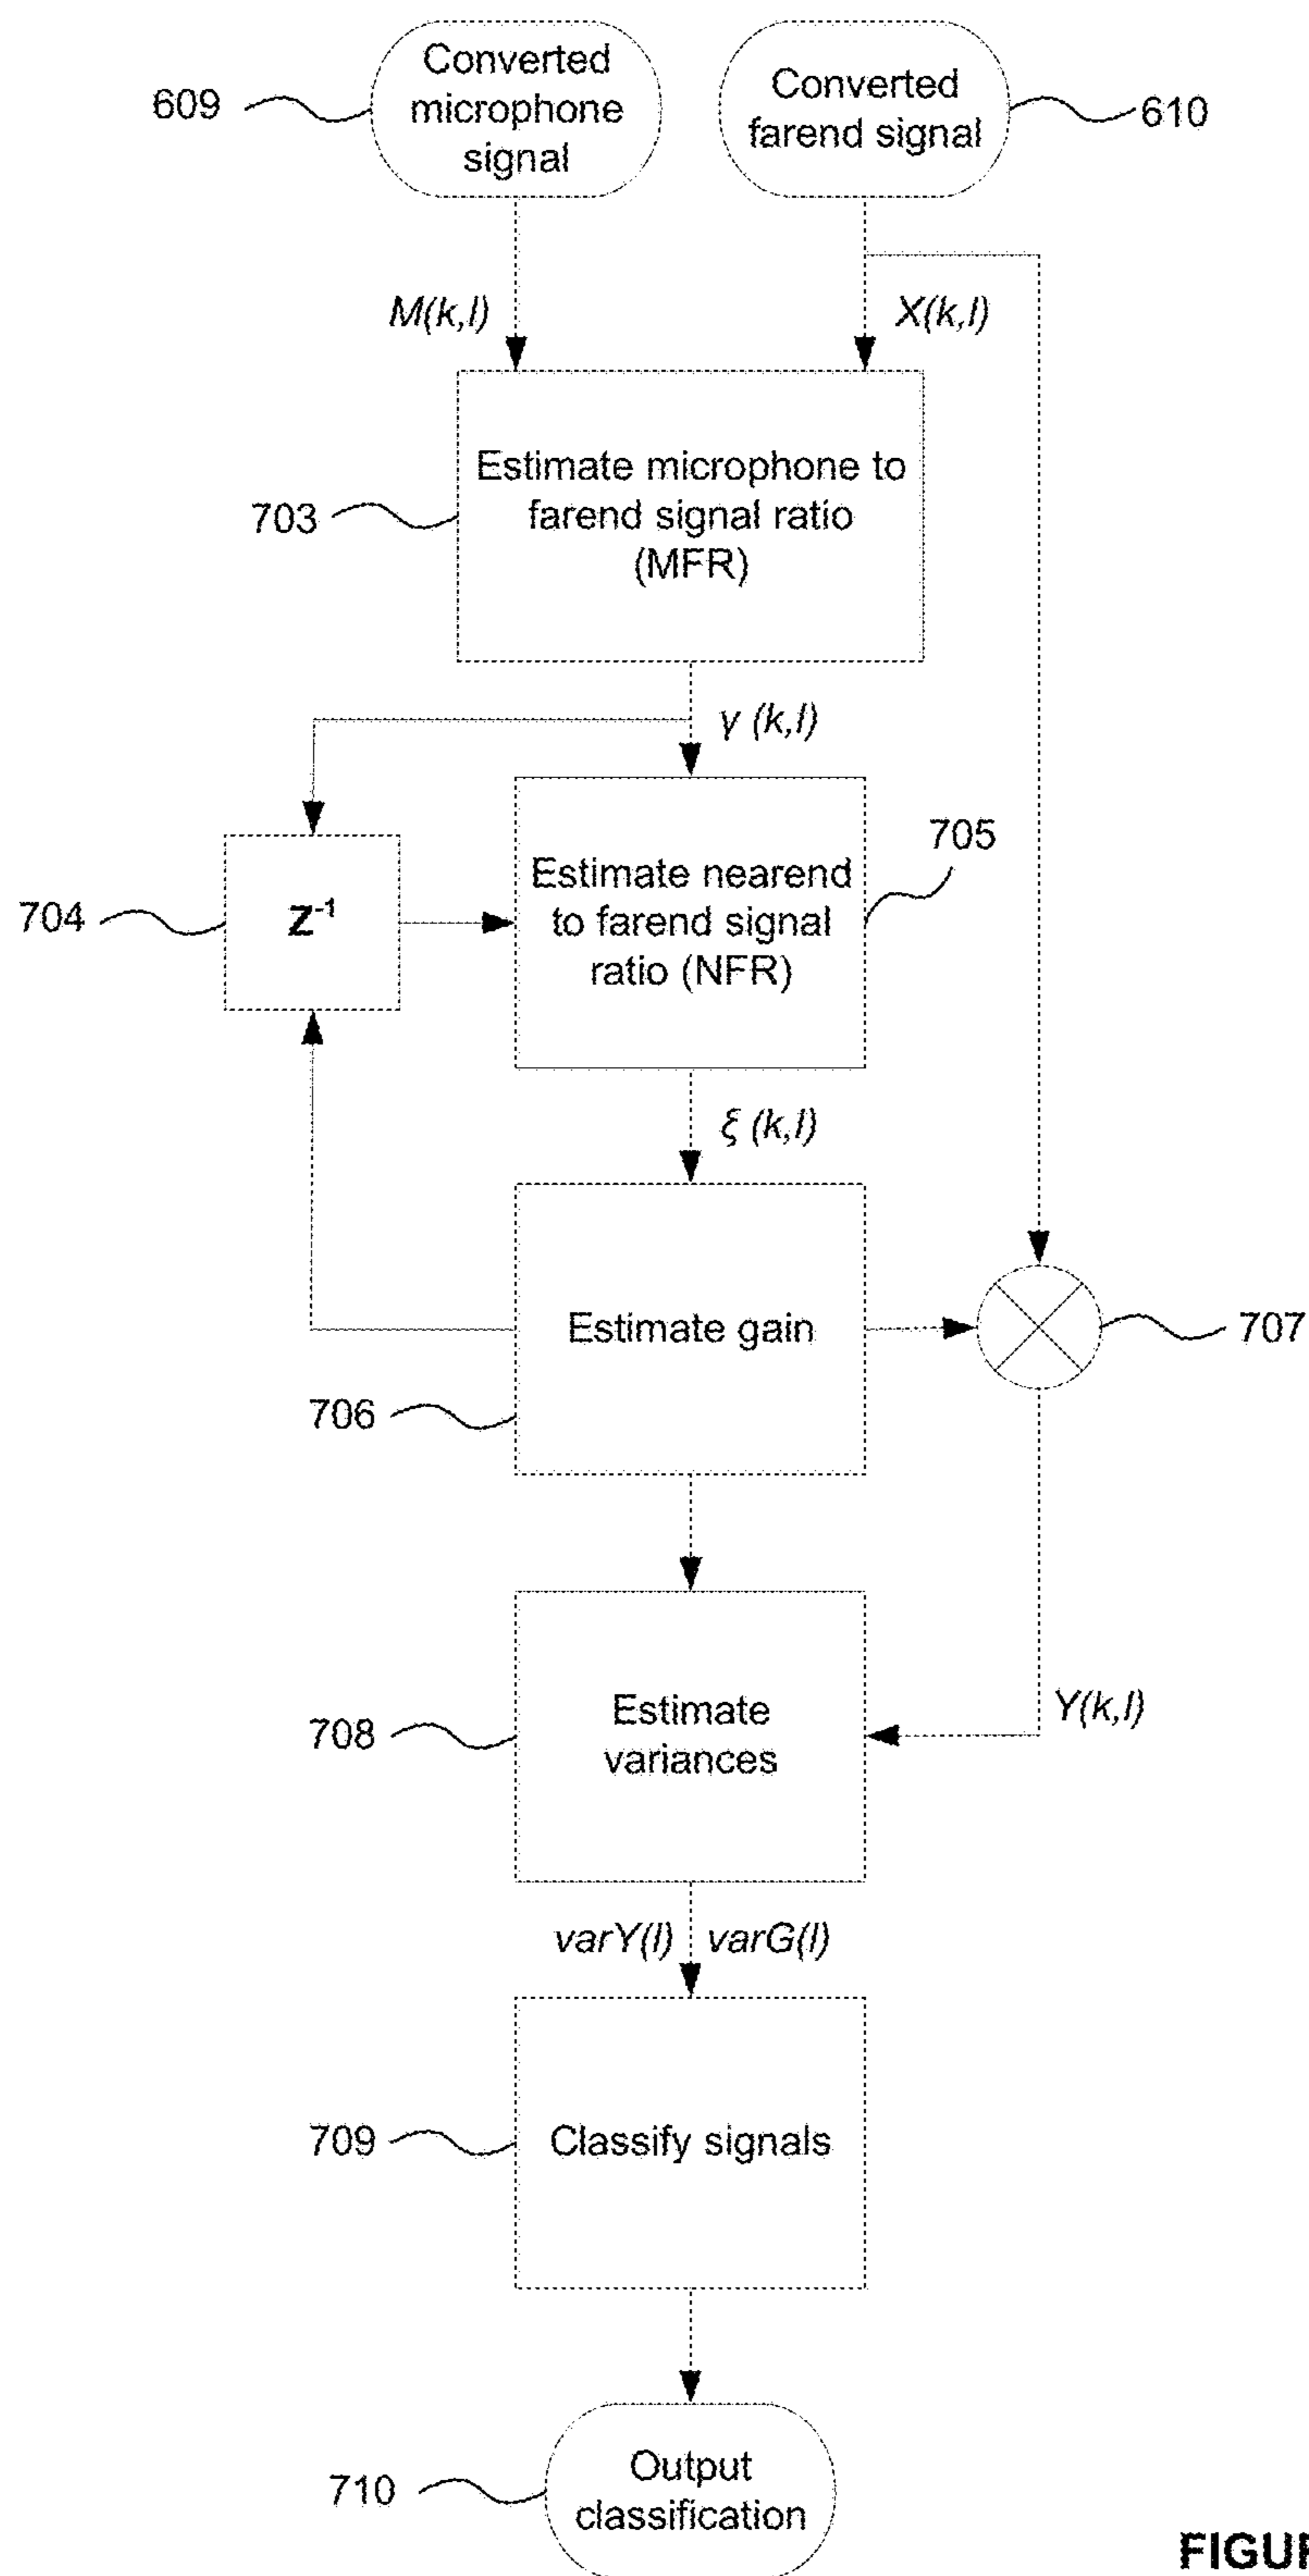 Converted
microphone
signal
609
Converted
farend signal
610
M(k,l)
X(k,l)
Estimate microphone to
farend signal ratio
(MFR)
703
γ (k,l)
705
704
Z⁻¹
Estimate nearend
to farend signal
ratio (NFR)
ξ (k,l)
Estimate gain
707
706
Estimate
variances
708
Y(k,l)
varY(l) varG(l)
Classify signals
709
Output
classification
710